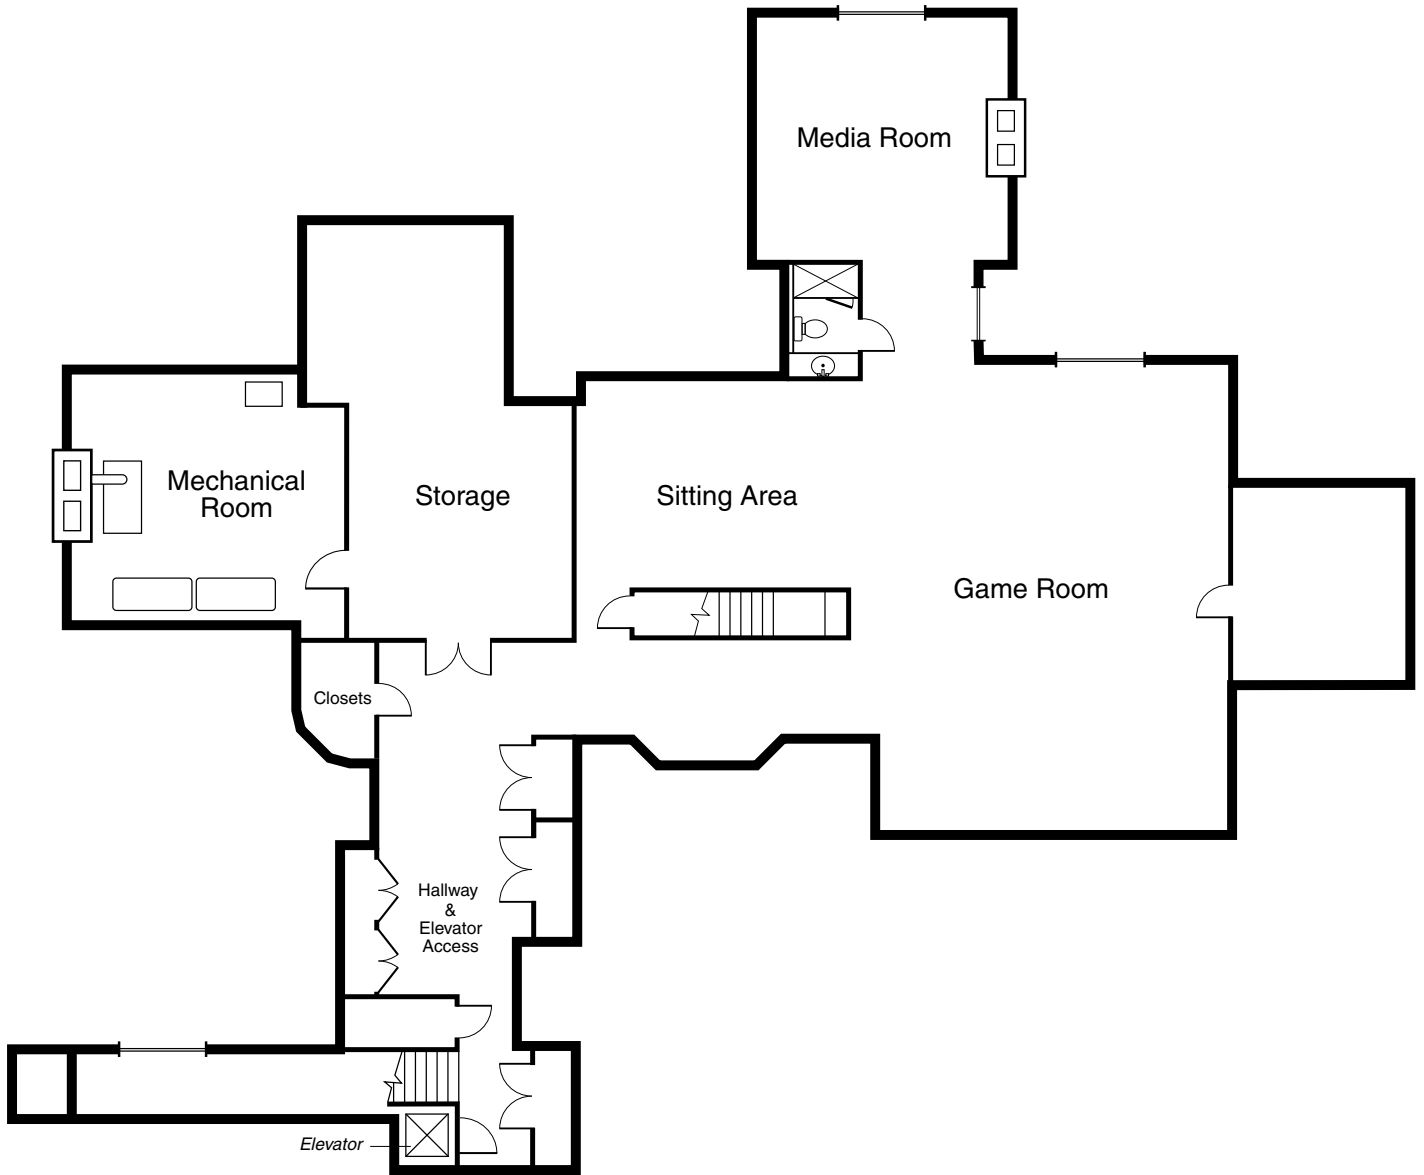 Media Room
Mechanical
Room
Storage
Sitting Area
Game Room
Closets
Hallway
&
Elevator
Access
Elevator